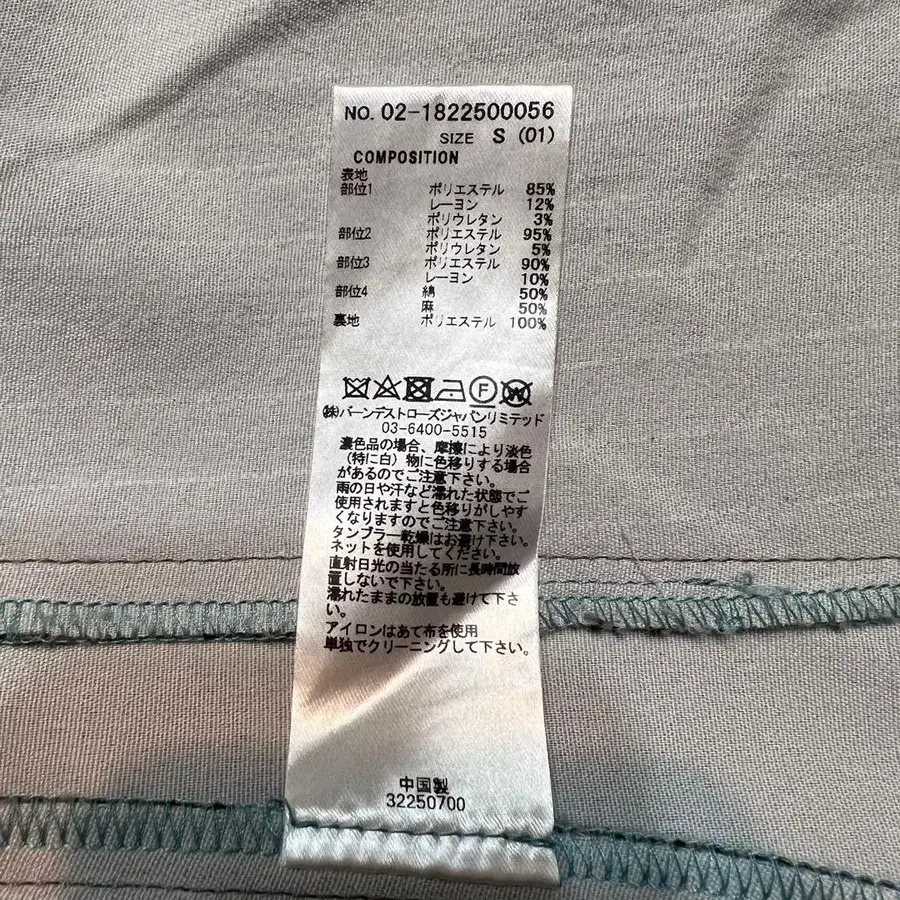 NO. 02-1822500056
SIZE S (01)
COMPOSITION
表地
部位1 ポリエステル 85%
レーヨン 12%
ポリウレタン 3%
部位2 ポリエステル 95%
ポリウレタン 5%
部位3 ポリエステル 90%
レーヨン 10%
部位4 綿 50%
麻 50%
裏地 ポリエステル 100%
F W
㈱バーンデストローズジャパンリミテッド
03-6400-5515
濃色品の場合、摩擦により淡色
(特に白)物に色移りする場合
があるのでご注意下さい。
雨の日や汗など濡れた状態でご
使用されますと色移りがしやす
くなりますのでご注意下さい。
タンブラー乾燥はお避け下さい。
ネットを使用してください。
直射日光の当たる所に長時間放
置しないで下さい。
濡れたままの放置も避けて下さ
い。
アイロンはあて布を使用
単独でクリーニングして下さい。
中国製
32250700